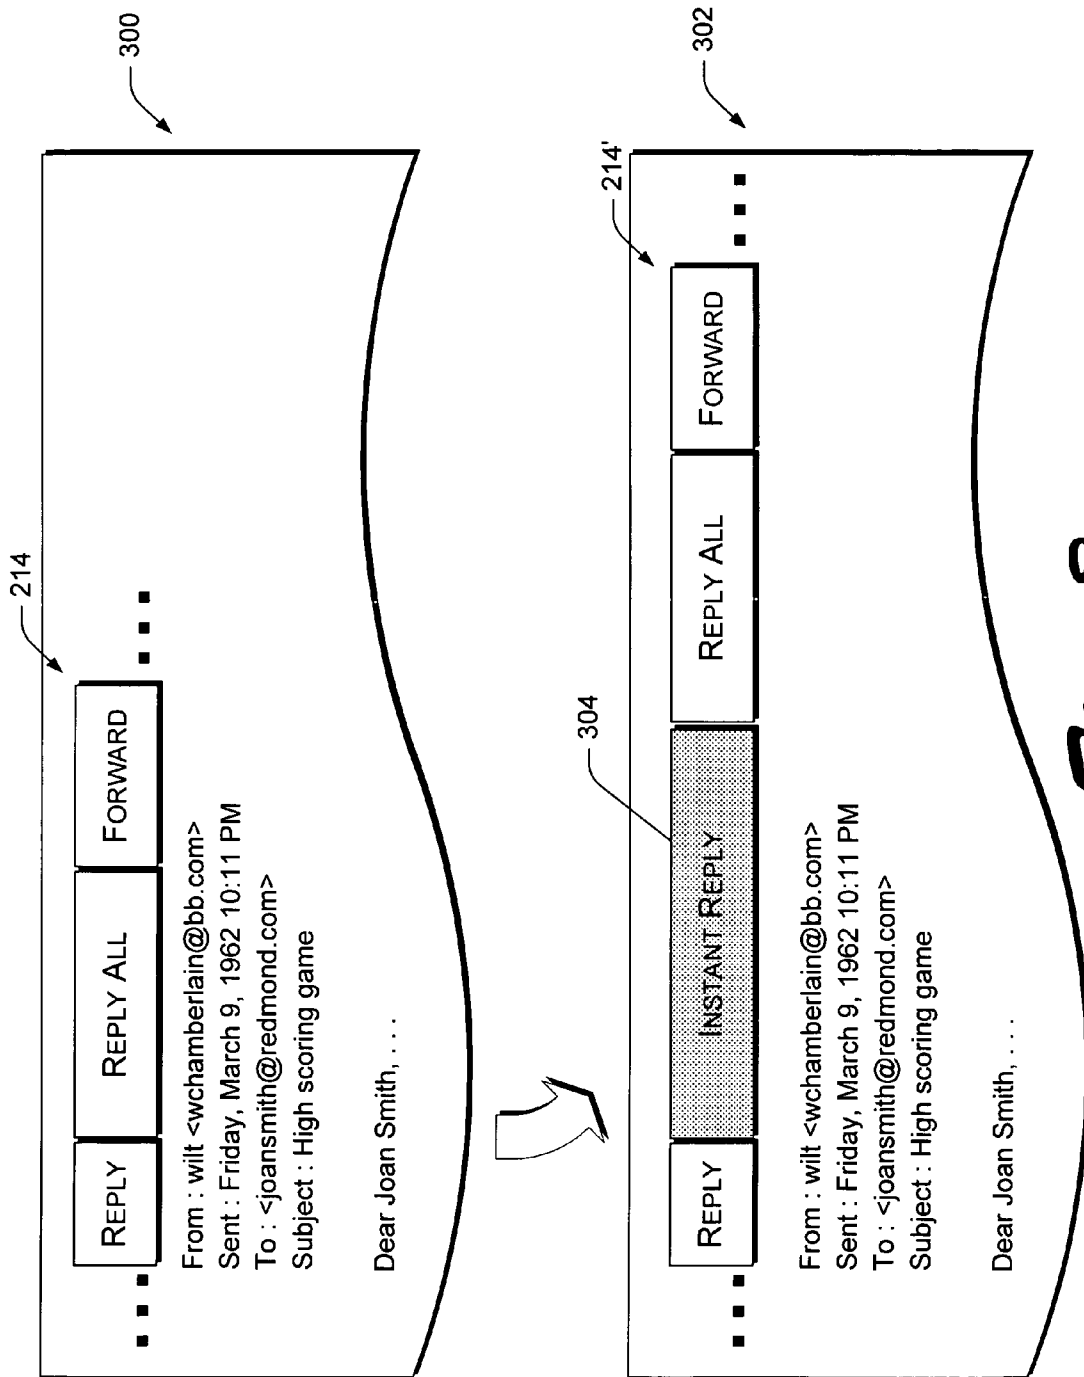 300
214
REPLY
REPLY ALL
FORWARD
From : wilt <wchamberlain@bb.com>
Sent : Friday, March 9, 1962 10:11 PM
To : <joansmith@redmond.com>
Subject : High scoring game
Dear Joan Smith, . . .
302
304
214'
REPLY
INSTANT REPLY
REPLY ALL
FORWARD
From : wilt <wchamberlain@bb.com>
Sent : Friday, March 9, 1962 10:11 PM
To : <joansmith@redmond.com>
Subject : High scoring game
Dear Joan Smith, . . .